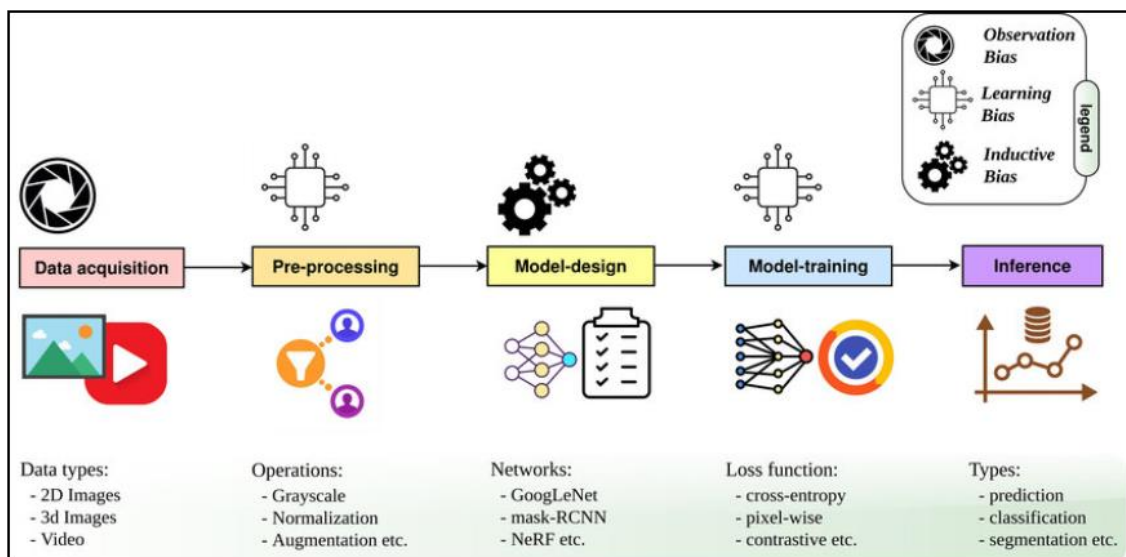 Observation
Bias
Learning
Bias
Inductive
Bias
legend
Data acquisition
Pre-processing
Model-design
Model-training
Inference
Data types:
- 2D Images
- 3d Images
- Video
Operations:
- Grayscale
- Normalization
- Augmentation etc.
Networks:
- GoogLeNet
- mask-RCNN
- NeRF etc.
Loss function:
- cross-entropy
- pixel-wise
- contrastive etc.
Types:
- prediction
- classification
- segmentation etc.